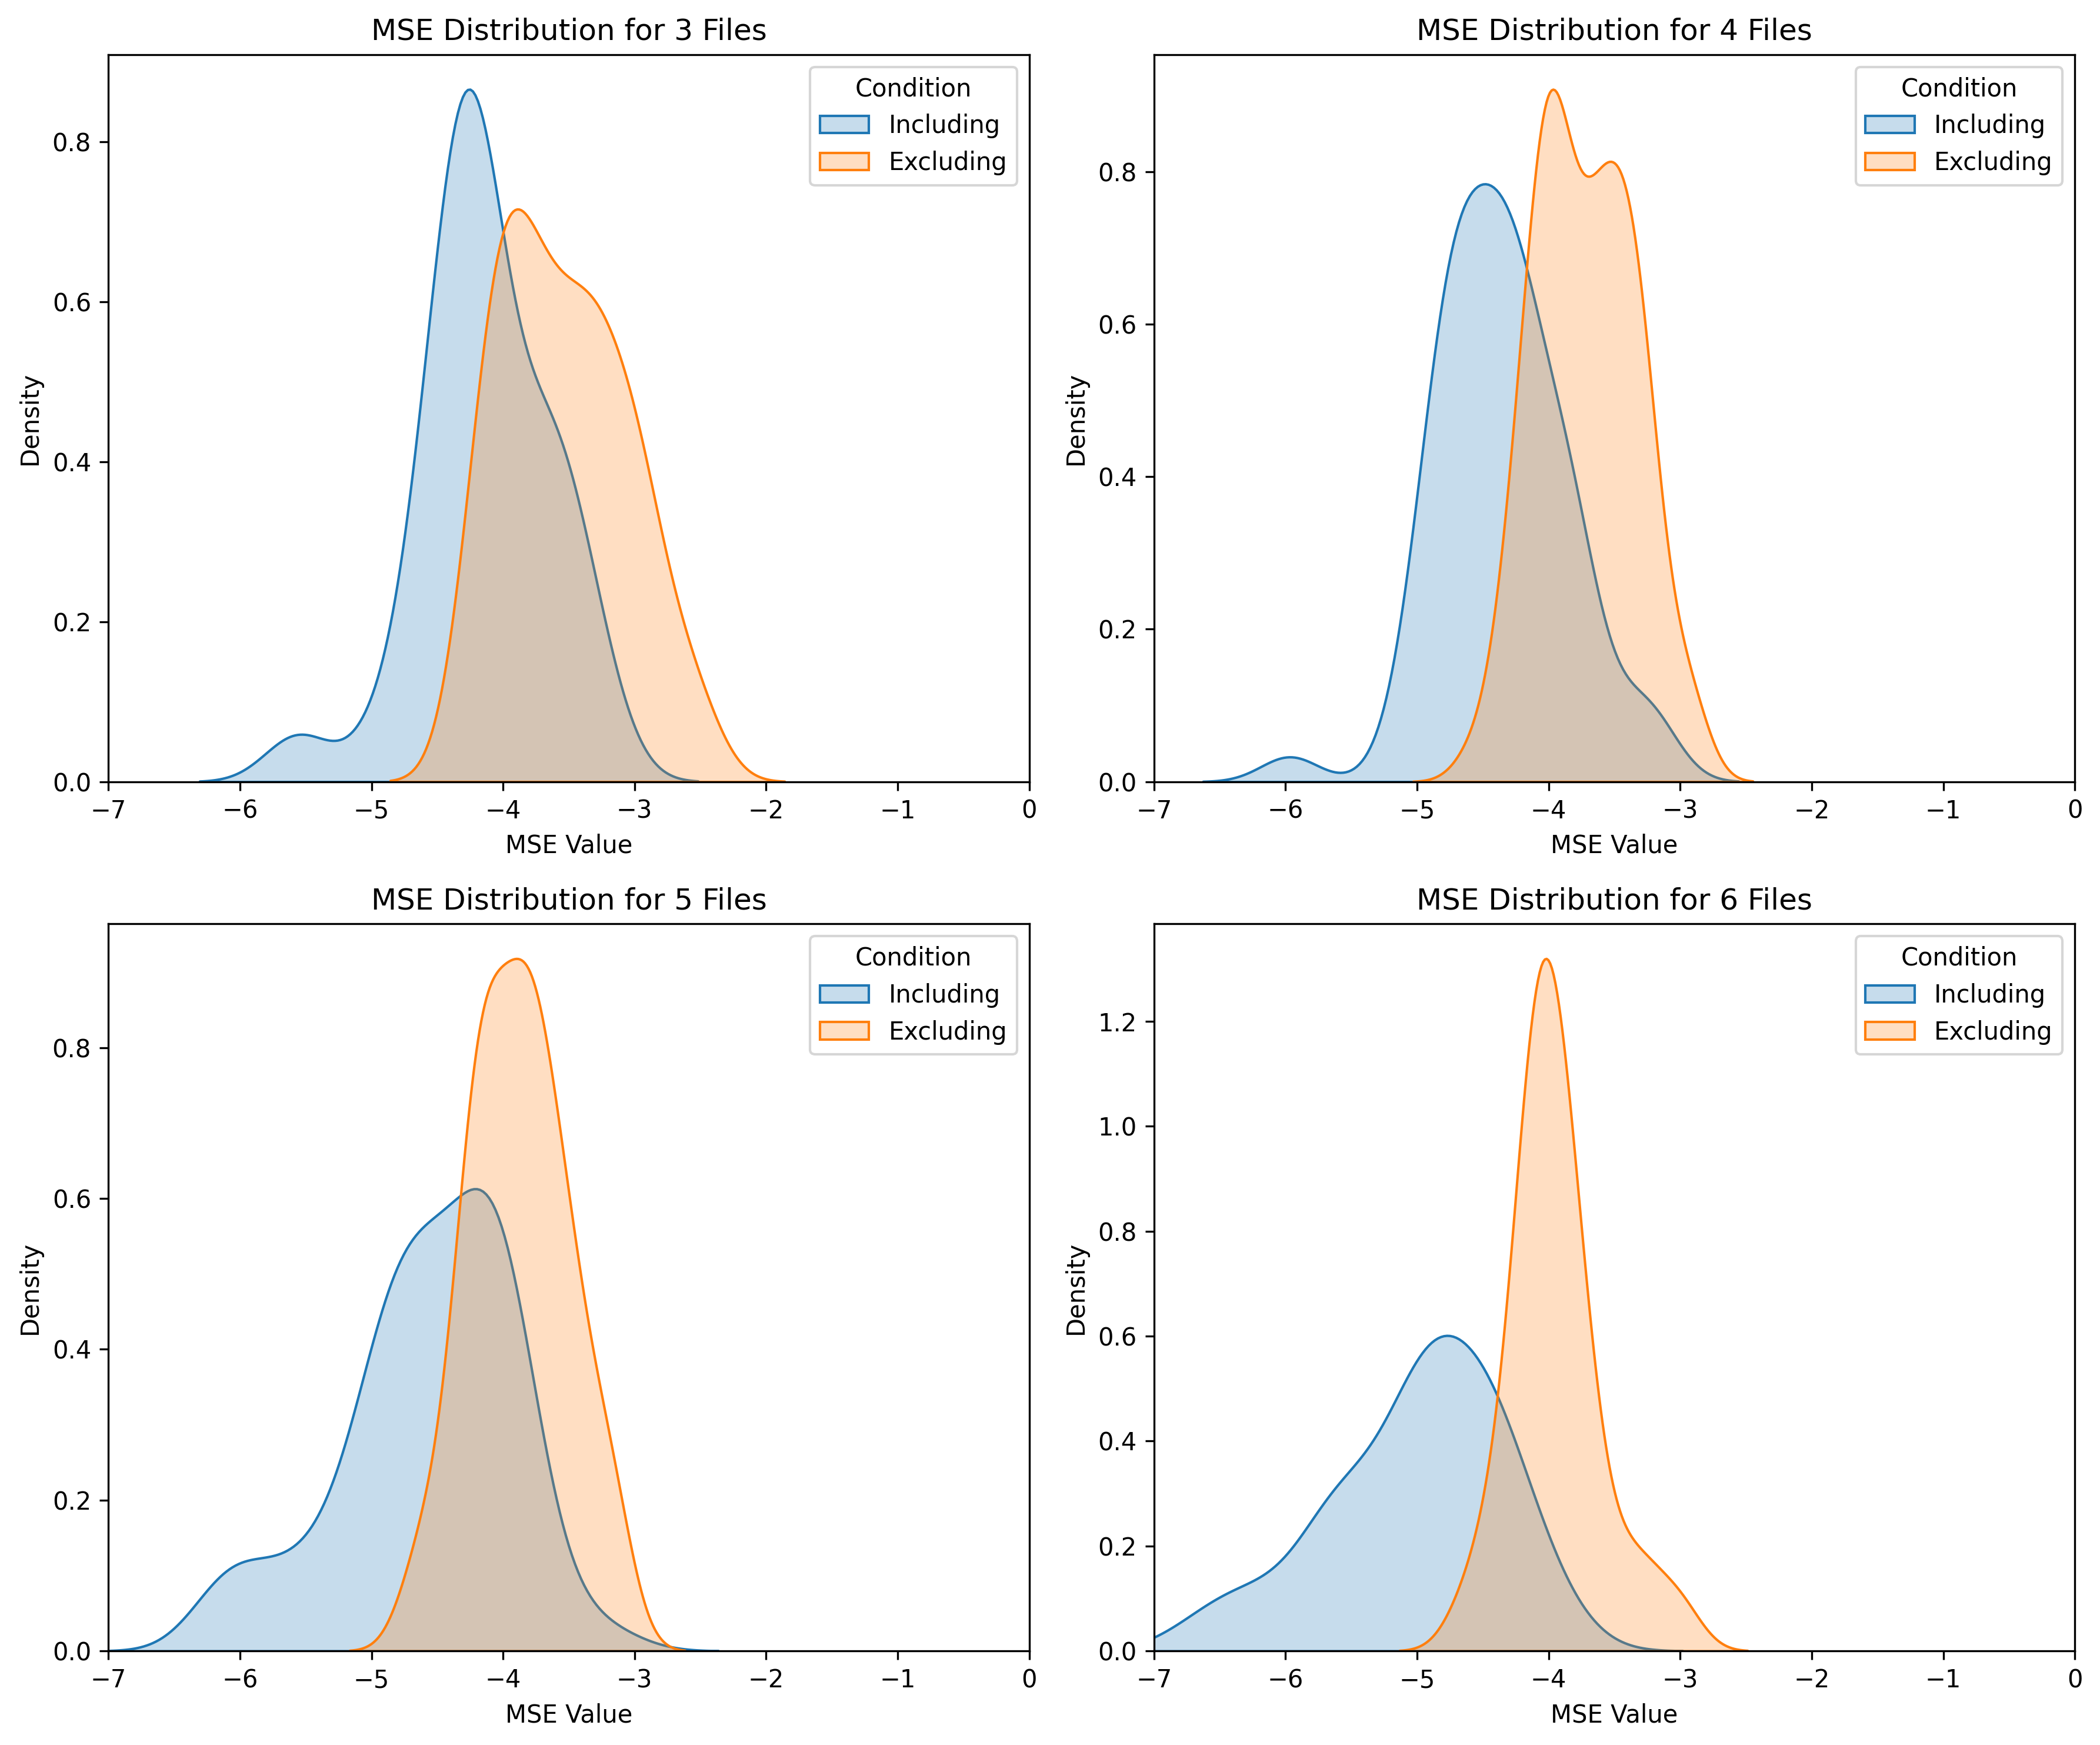 MSE Distribution for 3 Files
Condition
Including
Excluding
Density
0.8
0.6
0.4
0.2
0.0
−7 −6 −5 −4 −3 −2 −1 0
MSE Value
MSE Distribution for 4 Files
Condition
Including
Excluding
Density
0.8
0.6
0.4
0.2
0.0
−7 −6 −5 −4 −3 −2 −1 0
MSE Value
MSE Distribution for 5 Files
Condition
Including
Excluding
Density
0.8
0.6
0.4
0.2
0.0
−7 −6 −5 −4 −3 −2 −1 0
MSE Value
MSE Distribution for 6 Files
Condition
Including
Excluding
Density
1.2
1.0
0.8
0.6
0.4
0.2
0.0
−7 −6 −5 −4 −3 −2 −1 0
MSE Value